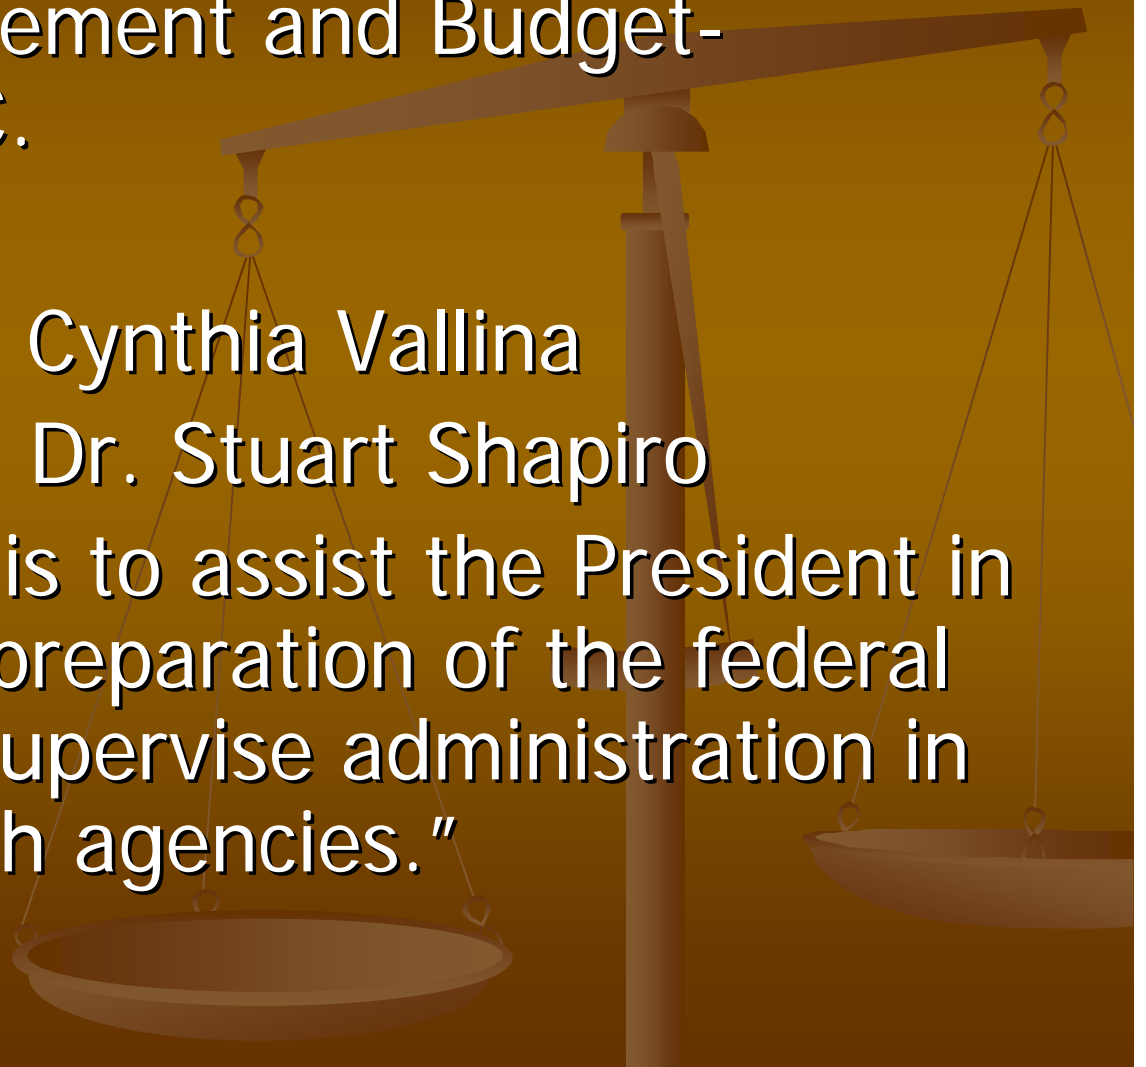 ement and Budget-
C.
Cynthia Vallina
Dr. Stuart Shapiro
is to assist the President in
preparation of the federal
upervise administration in
h agencies.”